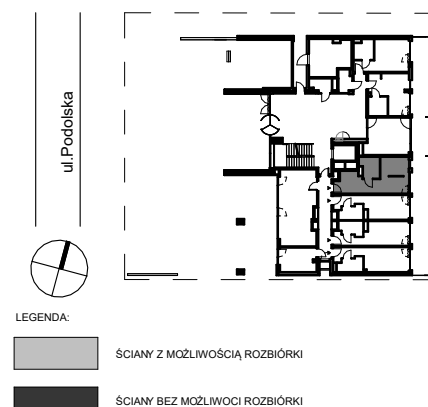 ul.Podolska
LEGENDA:
ŚCIANY Z MOŻLIWOŚCIĄ ROZBIÓRKI
ŚCIANY BEZ MOŻLIWOCI ROZBIÓRKI